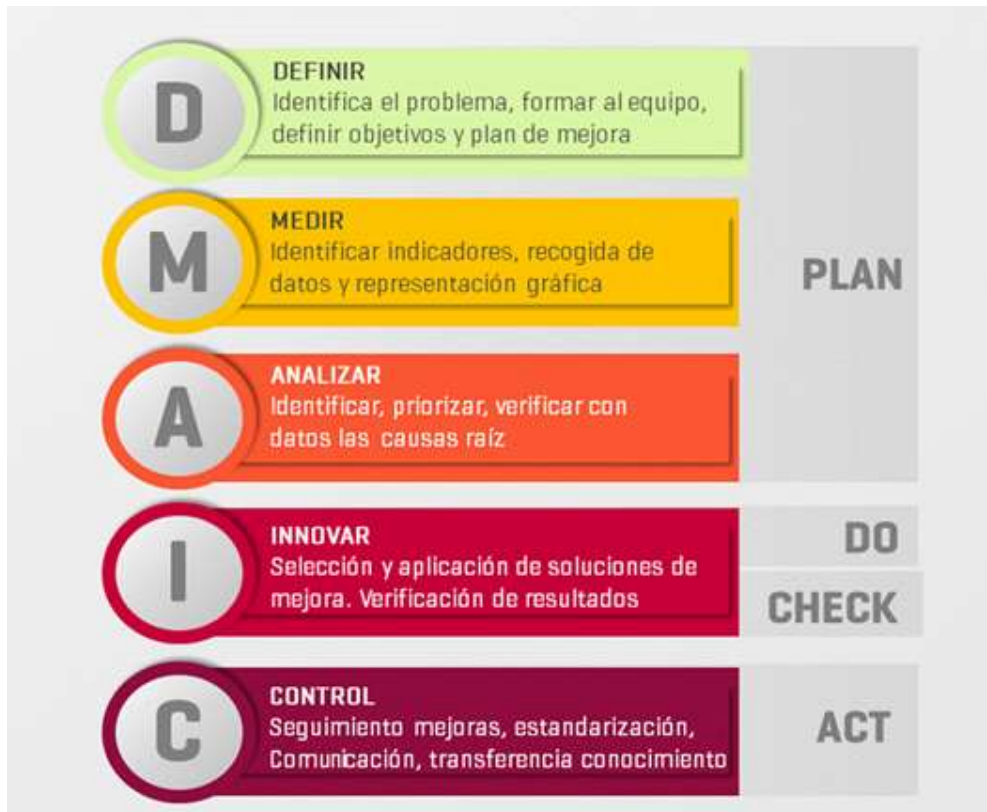 D
DEFINIR
Identifica el problema, formar al equipo,
definir objetivos y plan de mejora
M
MEDIR
Identificar indicadores, recogida de
datos y representación gráfica
PLAN
A
ANALIZAR
Identificar, priorizar, verificar con
datos las causas raíz
I
INNOVAR
Selección y aplicación de soluciones de
mejora. Verificación de resultados
DO
CHECK
C
CONTROL
Seguimiento mejoras, estandarización,
Comunicación, transferencia conocimiento
ACT